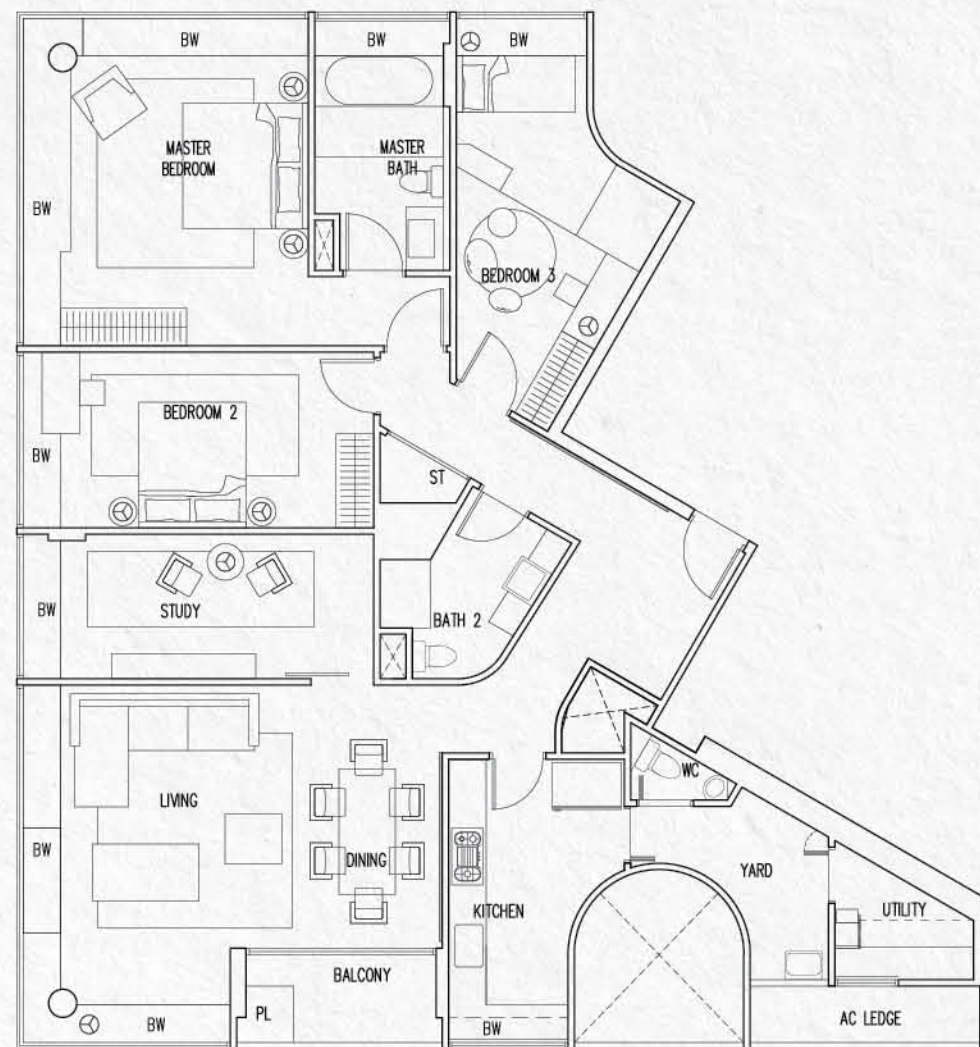 BW
BW
BW
MASTER
BEDROOM
MASTER
BATH
BW
BEDROOM 3
BEDROOM 2
BW
ST
BW
STUDY
BATH 2
LIVING
WC
BW
DINING
YARD
KITCHEN
UTILITY
BALCONY
PL
BW
BW
AC LEDGE